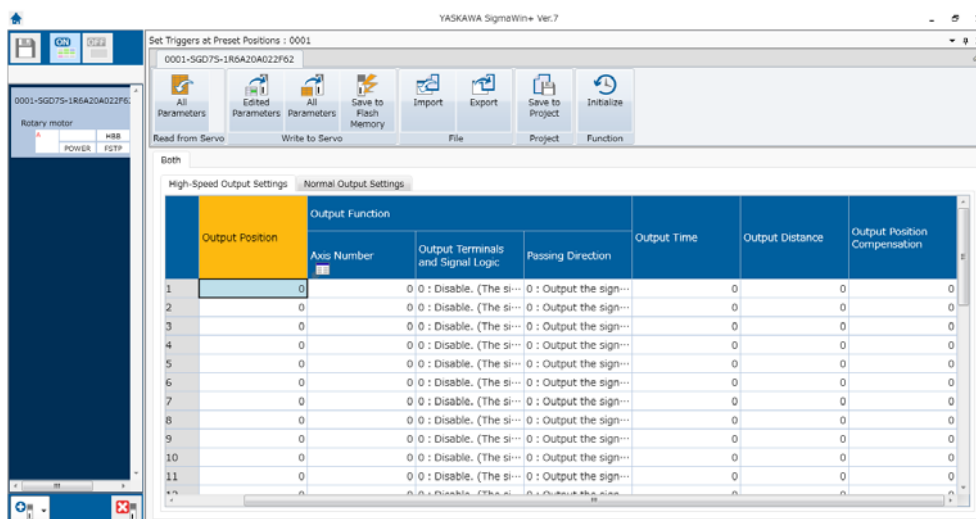 YASKAWA SigmaWin+ Ver.7
ON
OFF
Set Triggers at Preset Positions : 0001
0001-SGD7S-1R6A20A022F62
All Parameters
Edited Parameters
All Parameters
Save to Flash Memory
Import
Export
Save to Project
Initialize
Read from Servo
Write to Servo
File
Project
Function
0001-SGD7S-1R6A20A022F6
Rotary motor
A
HBB
POWER
FSTP
Both
High-Speed Output Settings
Normal Output Settings
Output Position
Output Function
Axis Number
Output Terminals and Signal Logic
Passing Direction
Output Time
Output Distance
Output Position Compensation
1 0 0 0 : Disable. (The si··· 0 : Output the sign··· 0 0 0
2 0 0 0 : Disable. (The si··· 0 : Output the sign··· 0 0 0
3 0 0 0 : Disable. (The si··· 0 : Output the sign··· 0 0 0
4 0 0 0 : Disable. (The si··· 0 : Output the sign··· 0 0 0
5 0 0 0 : Disable. (The si··· 0 : Output the sign··· 0 0 0
6 0 0 0 : Disable. (The si··· 0 : Output the sign··· 0 0 0
7 0 0 0 : Disable. (The si··· 0 : Output the sign··· 0 0 0
8 0 0 0 : Disable. (The si··· 0 : Output the sign··· 0 0 0
9 0 0 0 : Disable. (The si··· 0 : Output the sign··· 0 0 0
10 0 0 0 : Disable. (The si··· 0 : Output the sign··· 0 0 0
11 0 0 0 : Disable. (The si··· 0 : Output the sign··· 0 0 0